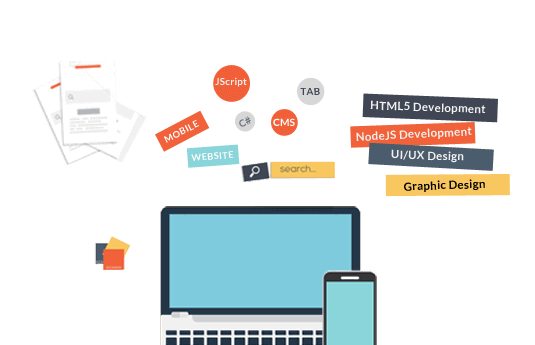 JScript
TAB
C#
CMS
MOBILE
WEBSITE
search...
HTML5 Development
NodeJS Development
UI/UX Design
Graphic Design